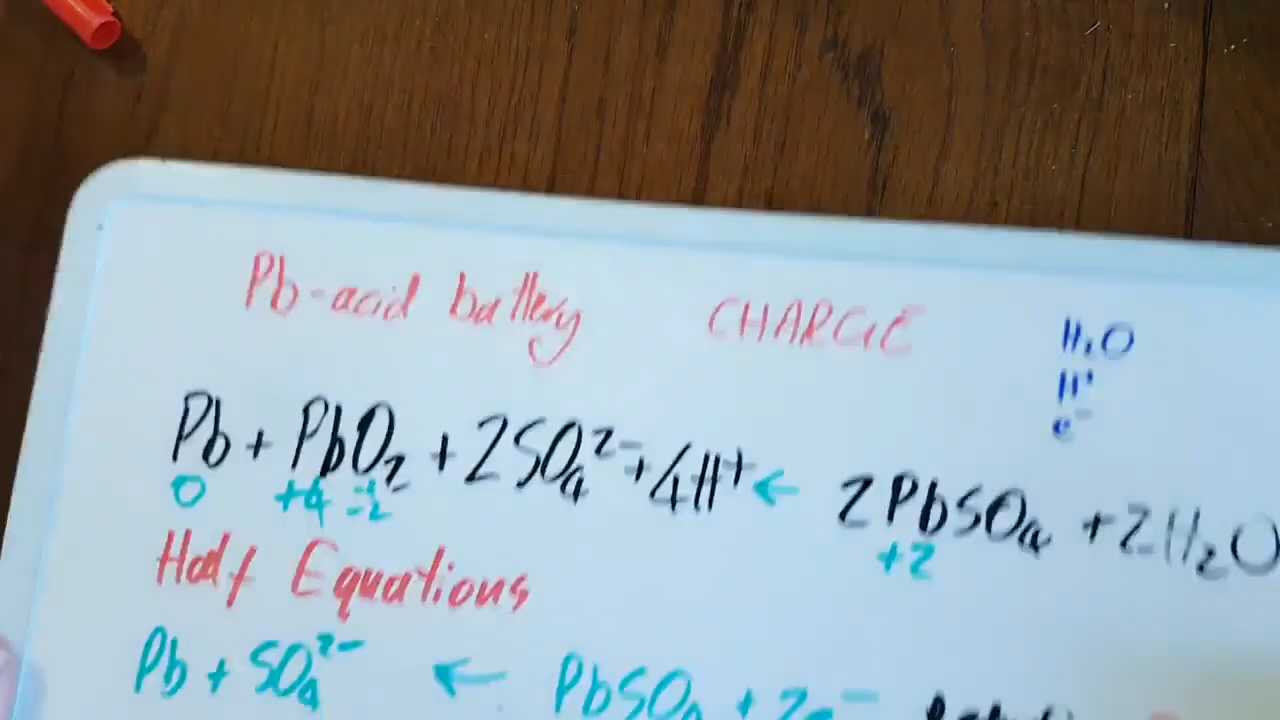 Pb-acid battery CHARGE
H₂O
H⁺
e⁻
Pb + PbO₂ + 2SO₄²⁻ + 4H⁺ ← 2PbSO₄ + 2H₂O
0 +4 -2 +2
Half Equations
Pb + SO₄²⁻ ← PbSO₄ + 2e⁻